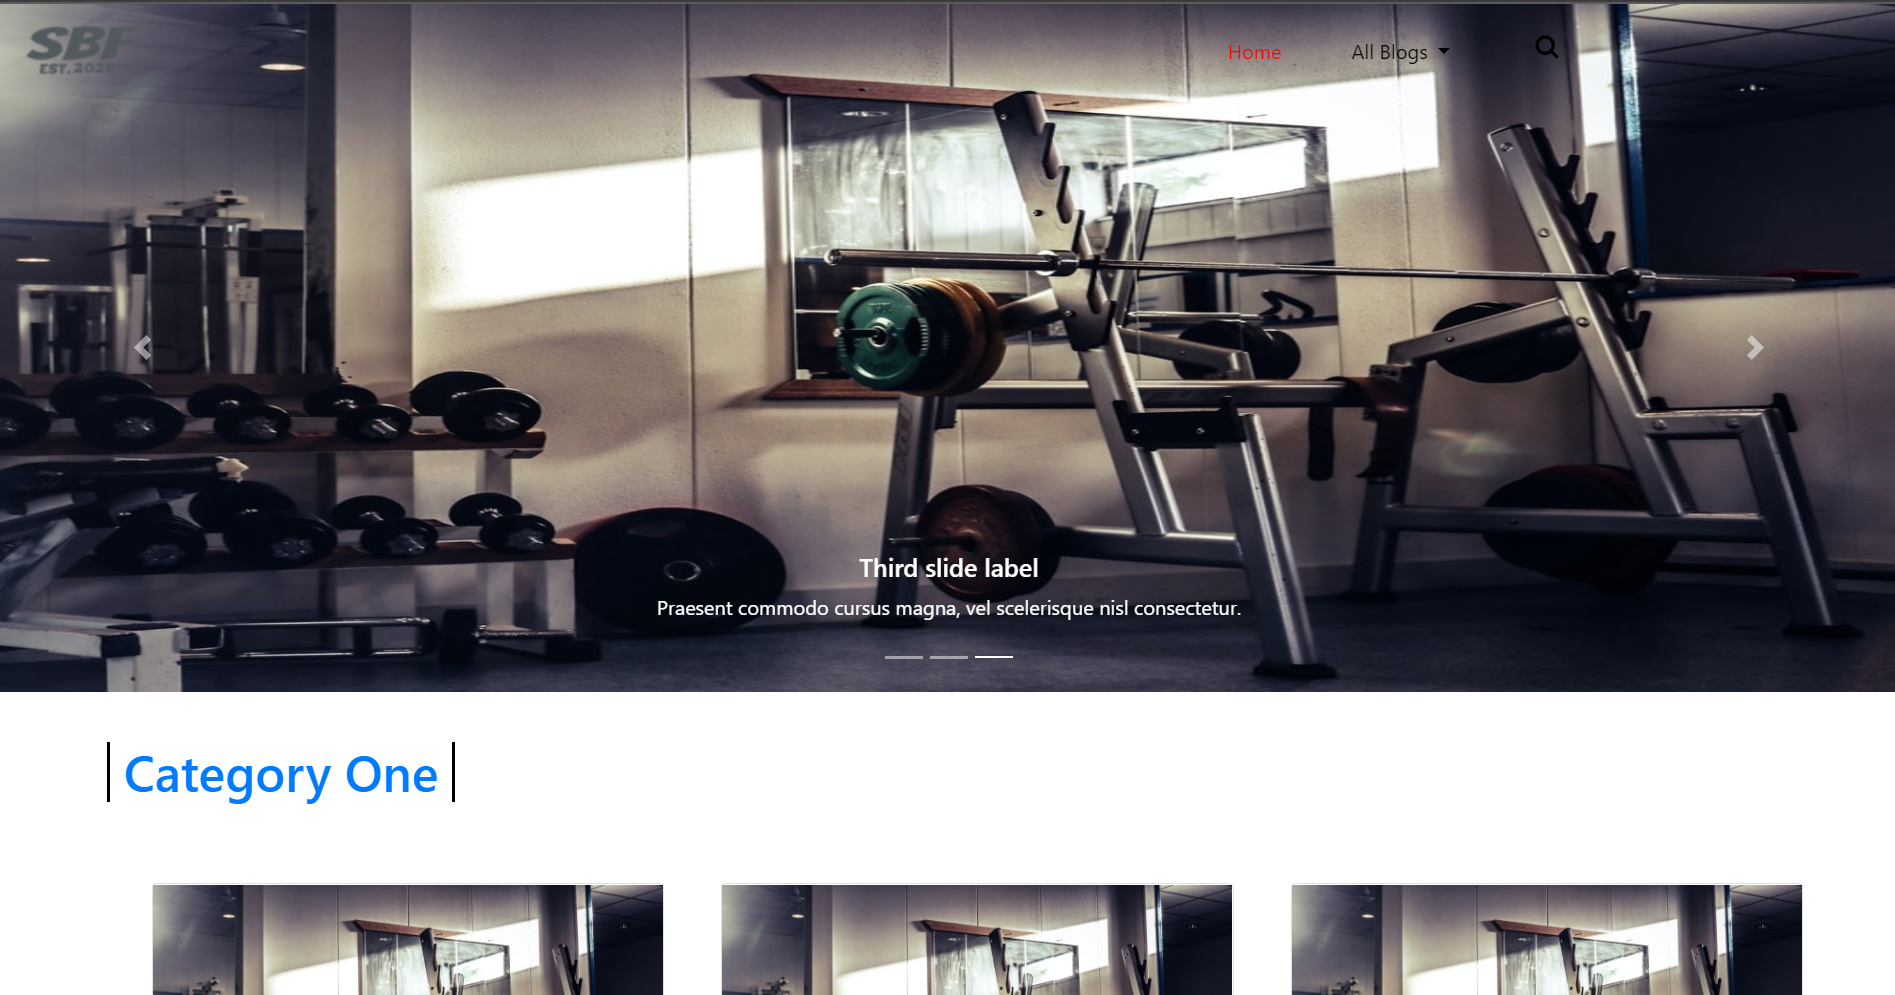 SBF
EST. 2020
Home
All Blogs
Third slide label
Praesent commodo cursus magna, vel scelerisque nisl consectetur.
Category One